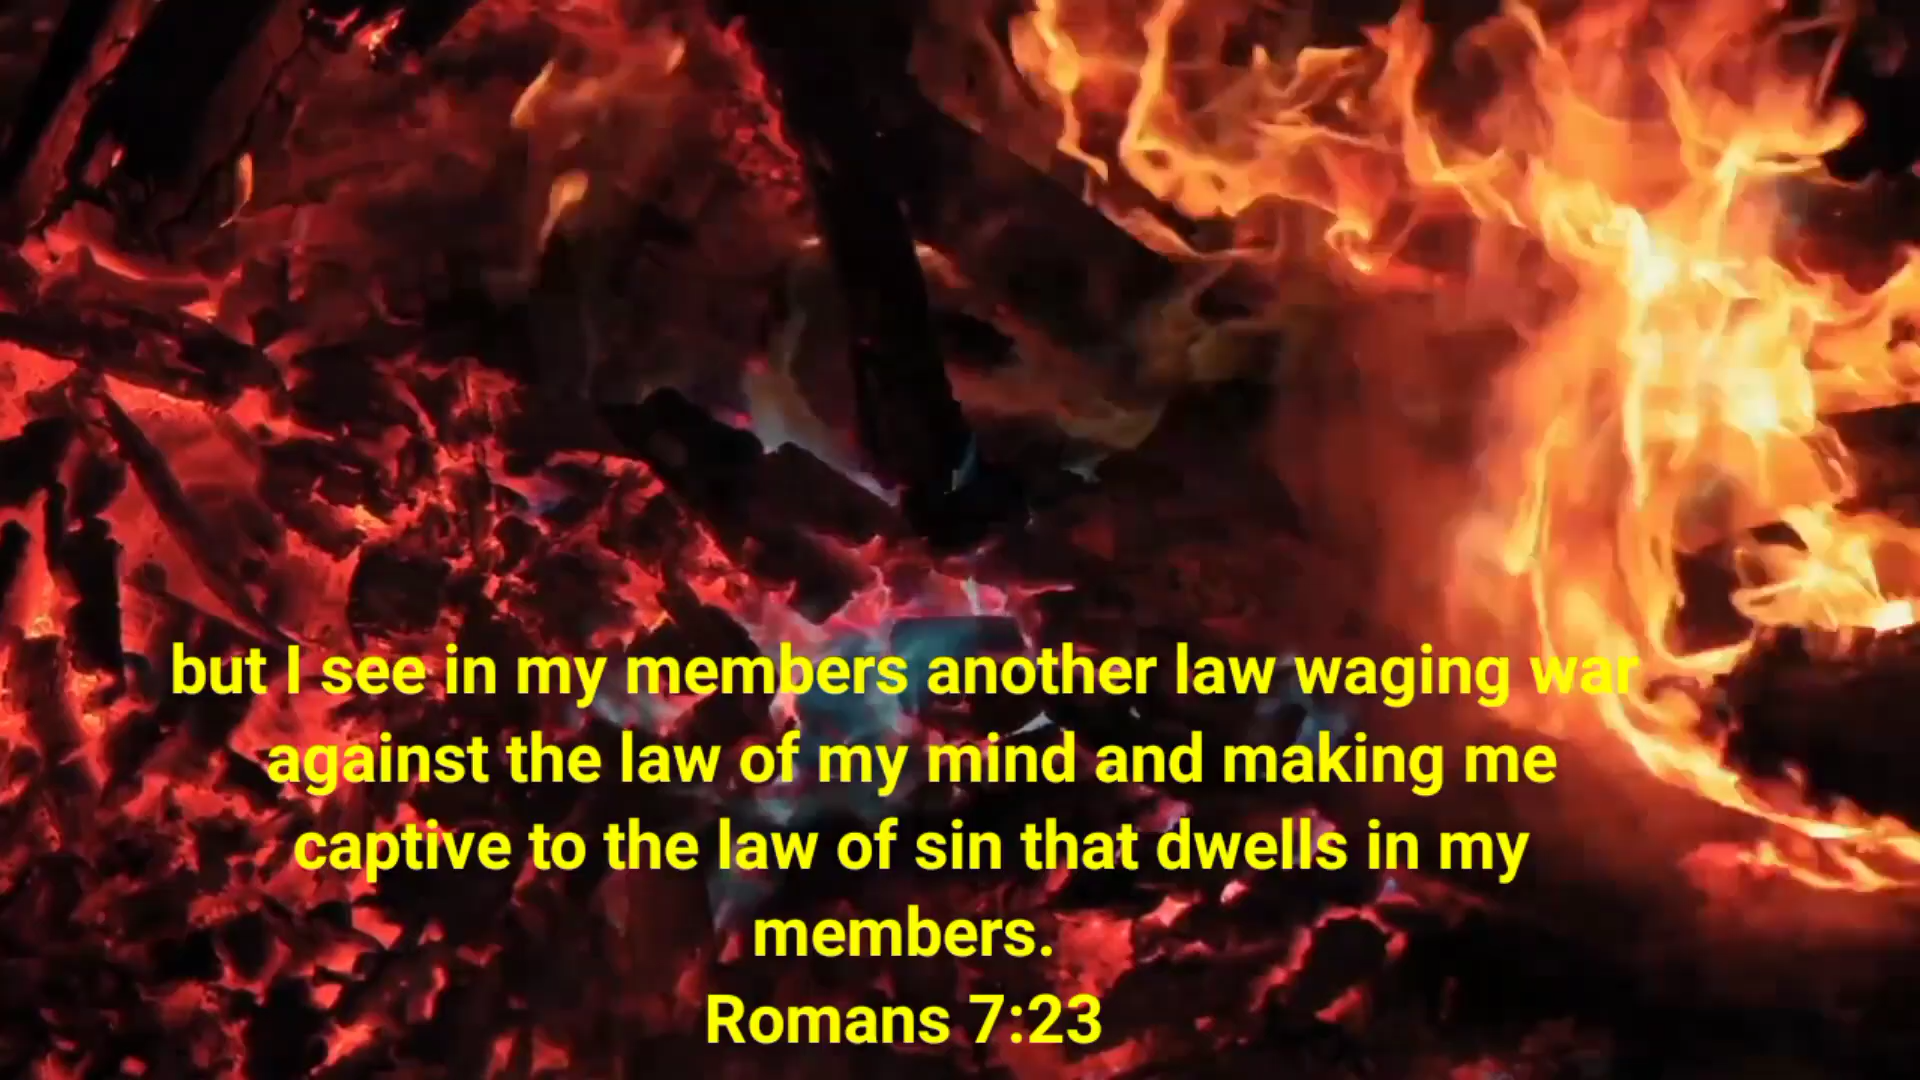 but I see in my members another law waging war
against the law of my mind and making me
captive to the law of sin that dwells in my
members.
Romans 7:23